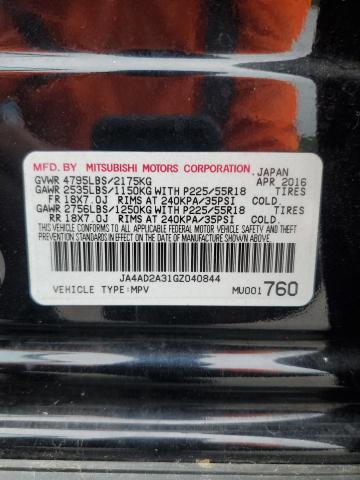 MFD. BY MITSUBISHI MOTORS CORPORATION, JAPAN
GVWR 4795LBS/2175KG APR 2016
GAWR 2535LBS/1150KG WITH P225/55R18 TIRES
FR 18X7.0J RIMS AT 240KPA/35PSI COLD.
GAWR 2756LBS/1250KG WITH P225/55R18 TIRES
RR 18X7.0J RIMS AT 240KPA/35PSI COLD.
THIS VEHICLE CONFORMS TO ALL APPLICABLE FEDERAL MOTOR VEHICLE SAFETY
AND THEFT PREVENTION STANDARDS IN EFFECT ON THE DATE OF MANUFACTURE SHOWN ABOVE.
JA4AD2A31GZ040844
VEHICLE TYPE:MPV MU001760